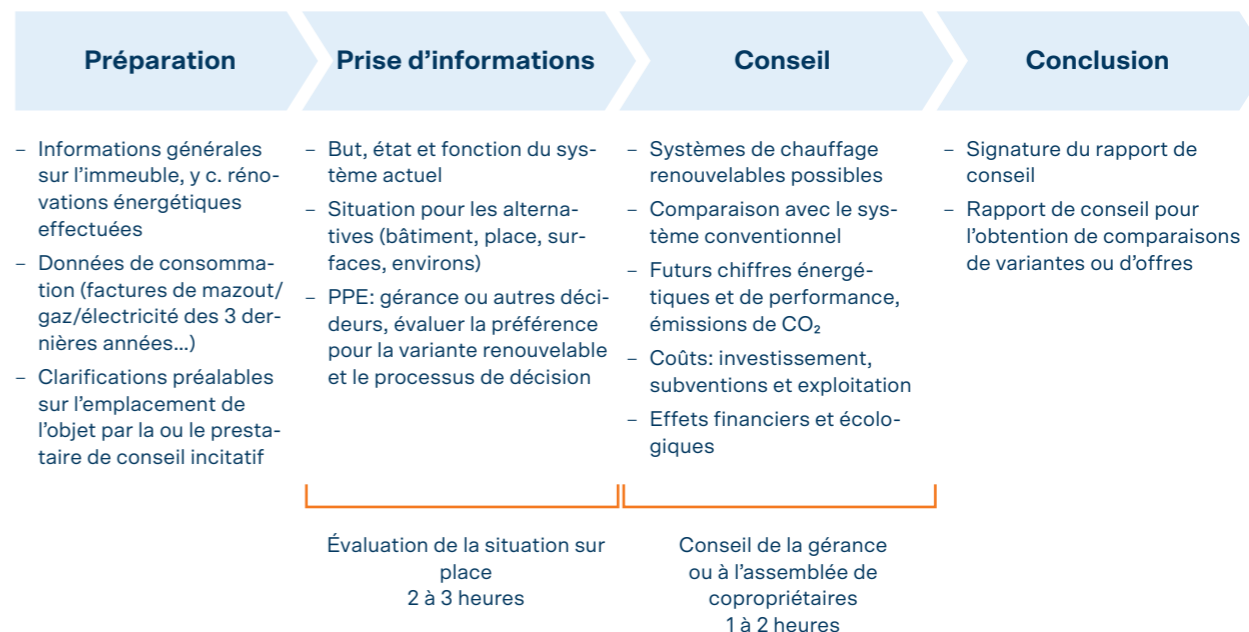 Préparation
Prise d’informations
Conseil
Conclusion
– Informations générales
sur l’immeuble, y c. réno-
vations énergétiques
effectuées
– Données de consomma-
tion (factures de mazout/
gaz/électricité des 3 der-
nières années...)
– Clarifications préalables
sur l’emplacement de
l’objet par la ou le presta-
taire de conseil incitatif
– But, état et fonction du sys-
tème actuel
– Situation pour les alterna-
tives (bâtiment, place, sur-
faces, environs)
– PPE: gérance ou autres déci-
deurs, évaluer la préférence
pour la variante renouvelable
et le processus de décision
– Systèmes de chauffage
renouvelables possibles
– Comparaison avec le sys-
tème conventionnel
– Futurs chiffres énergé-
tiques et de performance,
émissions de CO₂
– Coûts: investissement,
subventions et exploitation
– Effets financiers et écolo-
giques
– Signature du rapport de
conseil
– Rapport de conseil pour
l’obtention de comparaisons
de variantes ou d’offres
Évaluation de la situation sur
place
2 à 3 heures
Conseil de la gérance
ou à l’assemblée de
copropriétaires
1 à 2 heures